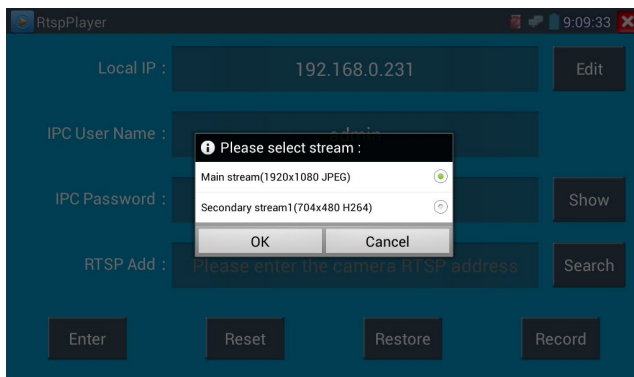 RtspPlayer 9:09:33
Local IP : 192.168.0.231 Edit
IPC User Name : admin
Please select stream :
Main stream(1920x1080 JPEG)
Secondary stream1(704x480 H264)
OK Cancel
IPC Password : Show
RTSP Add : Please enter the camera RTSP address Search
Enter Reset Restore Record